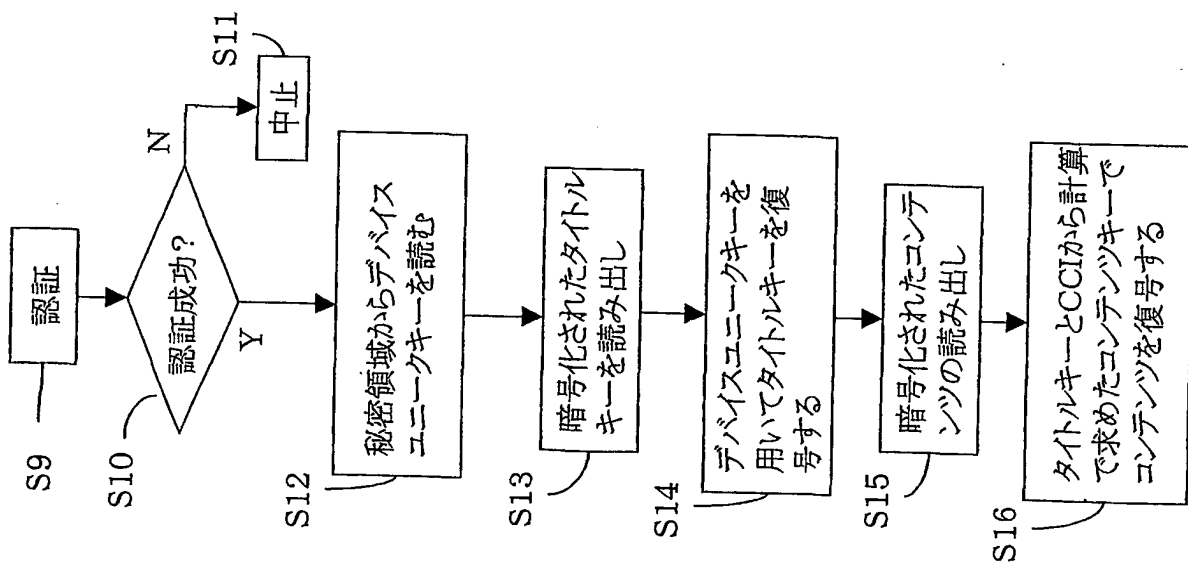 S9
認証
S10
認証成功?
N
S11
中止
Y
S12
秘密領域からデバイス
ユニークキーを読む
S13
暗号化されたタイトル
キーを読み出し
S14
デバイスユニークキーを
用いてタイトルキーを復
号する
S15
暗号化されたコンテ
ンツの読み出し
S16
タイトルキーとCCIから計算
で求めたコンテンツキーで
コンテンツを復号する